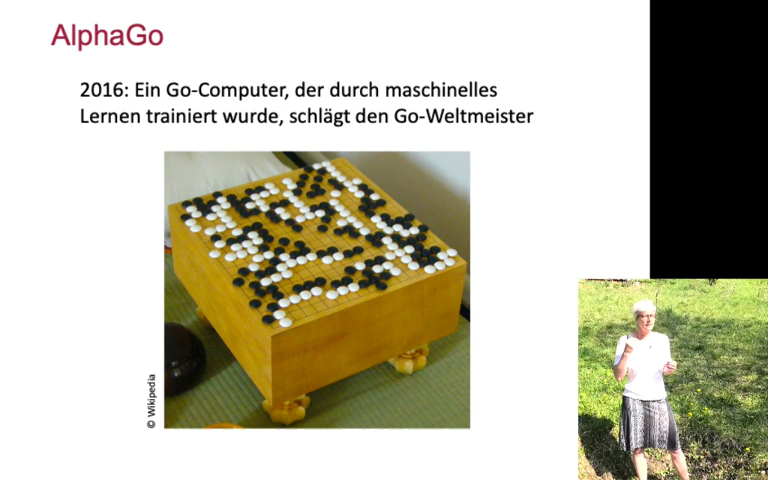 AlphaGo
2016: Ein Go-Computer, der durch maschinelles
Lernen trainiert wurde, schlägt den Go-Weltmeister
© Wikipedia